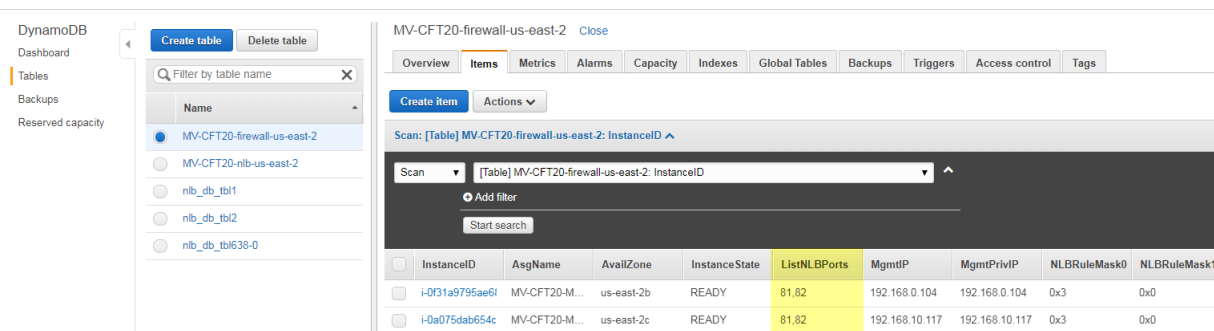 DynamoDB
Dashboard
Tables
Backups
Reserved capacity
Create table Delete table
Filter by table name
Name
MV-CFT20-firewall-us-east-2
MV-CFT20-nlb-us-east-2
nlb_db_tbl1
nlb_db_tbl2
nlb_db_tbl638-0
MV-CFT20-firewall-us-east-2 Close
Overview Items Metrics Alarms Capacity Indexes Global Tables Backups Triggers Access control Tags
Create item Actions
Scan: [Table] MV-CFT20-firewall-us-east-2: InstanceID
Scan [Table] MV-CFT20-firewall-us-east-2: InstanceID
Add filter
Start search
InstanceID AsgName AvailZone InstanceState ListNLBPorts MgmtIP MgmtPrivIP NLBRuleMask0 NLBRuleMask1
i-0f31a9795ae68 MV-CFT20-M... us-east-2b READY 81,82 192.168.0.104 192.168.0.104 0x3 0x0
i-0a075dab654c MV-CFT20-M... us-east-2c READY 81,82 192.168.10.117 192.168.10.117 0x3 0x0